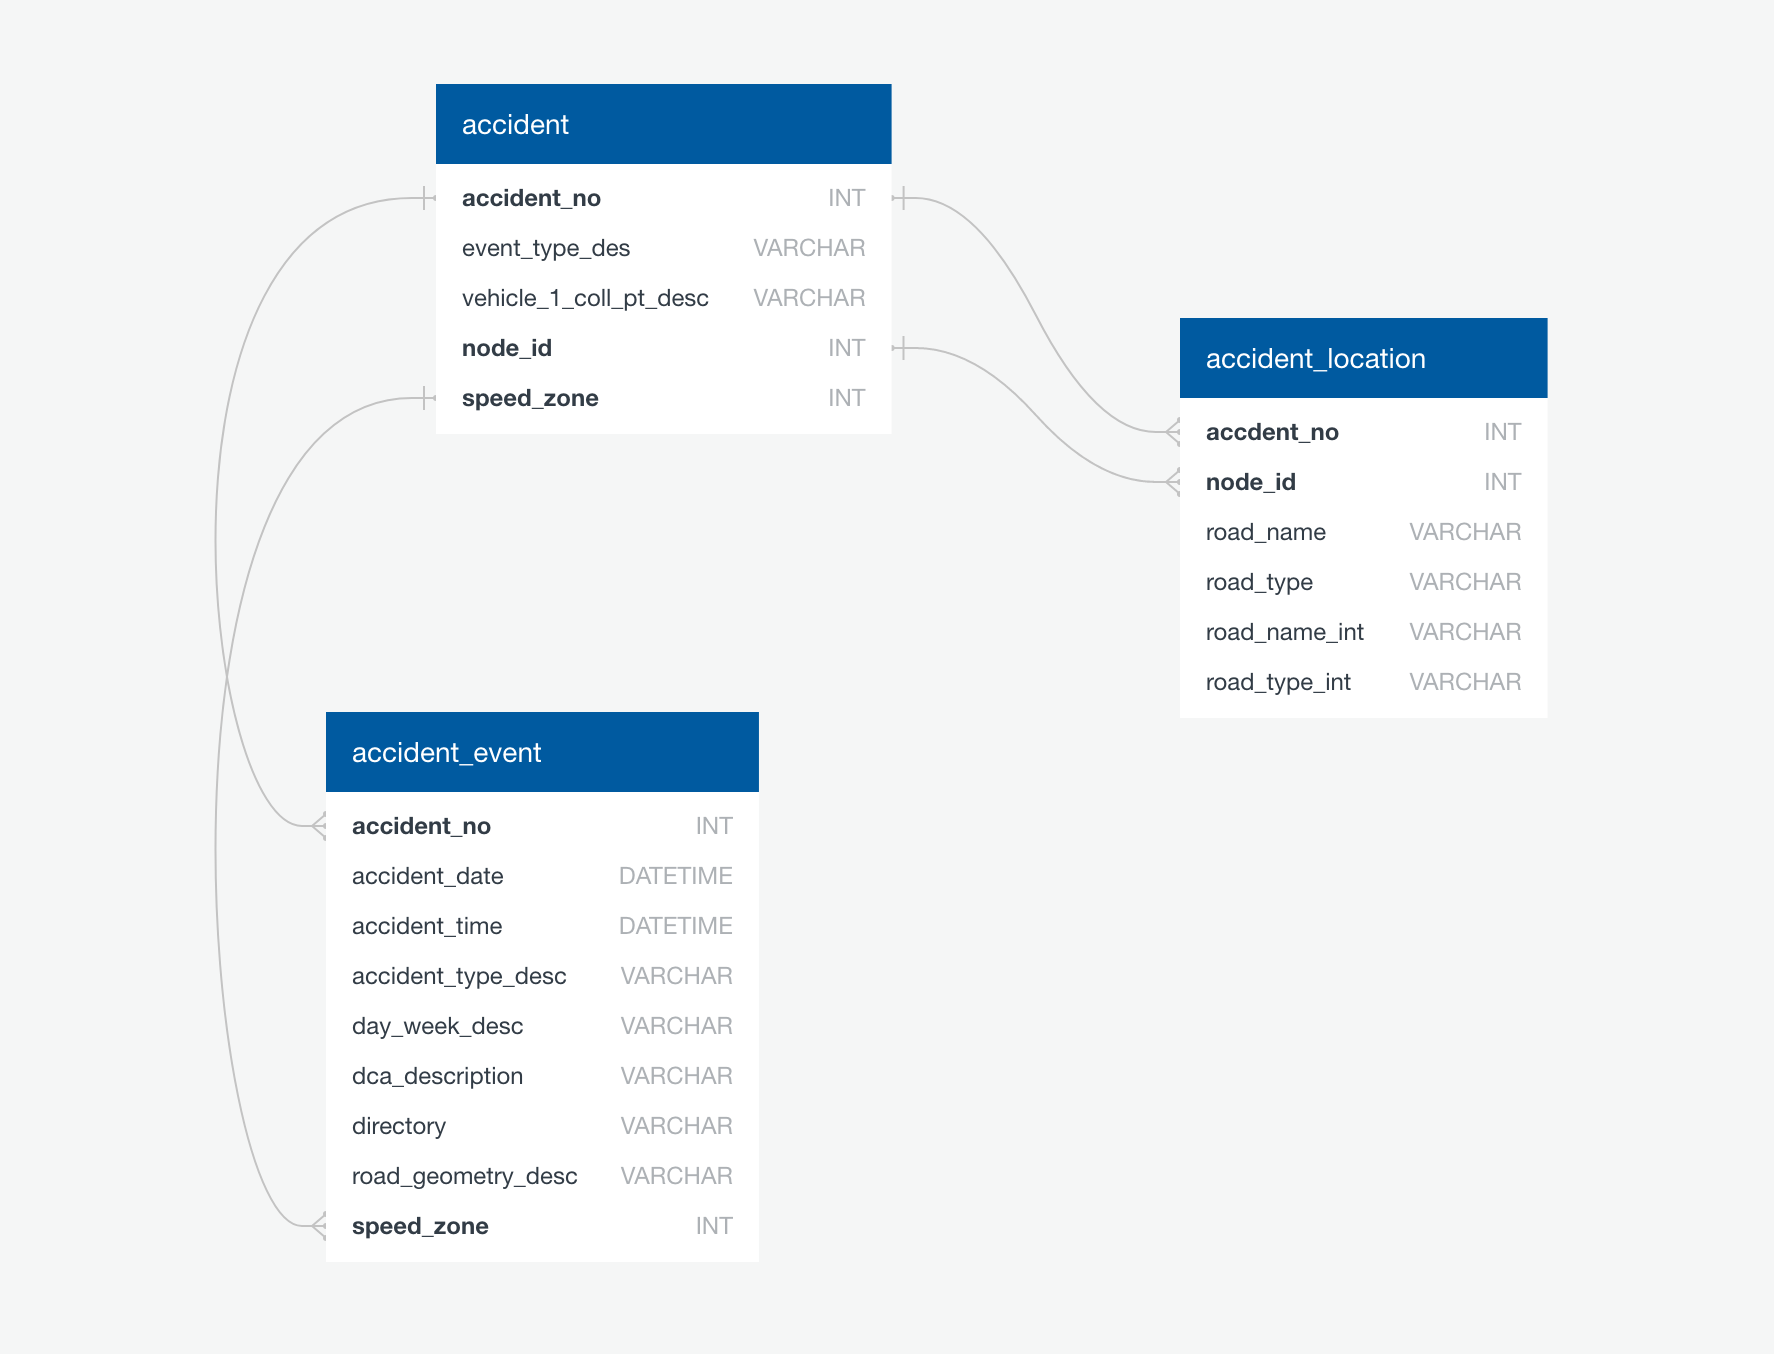 accident
accident_no INT
event_type_des VARCHAR
vehicle_1_coll_pt_desc VARCHAR
node_id INT
speed_zone INT
accident_location
accdent_no INT
node_id INT
road_name VARCHAR
road_type VARCHAR
road_name_int VARCHAR
road_type_int VARCHAR
accident_event
accident_no INT
accident_date DATETIME
accident_time DATETIME
accident_type_desc VARCHAR
day_week_desc VARCHAR
dca_description VARCHAR
directory VARCHAR
road_geometry_desc VARCHAR
speed_zone INT